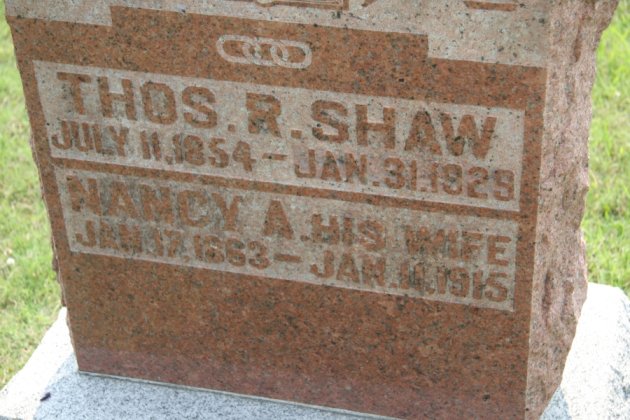 THOS. R. SHAW
JULY 11, 1854 – JAN. 31, 1929
NANCY A. HIS WIFE
JAN. 17, 1863 – JAN. 11, 1915